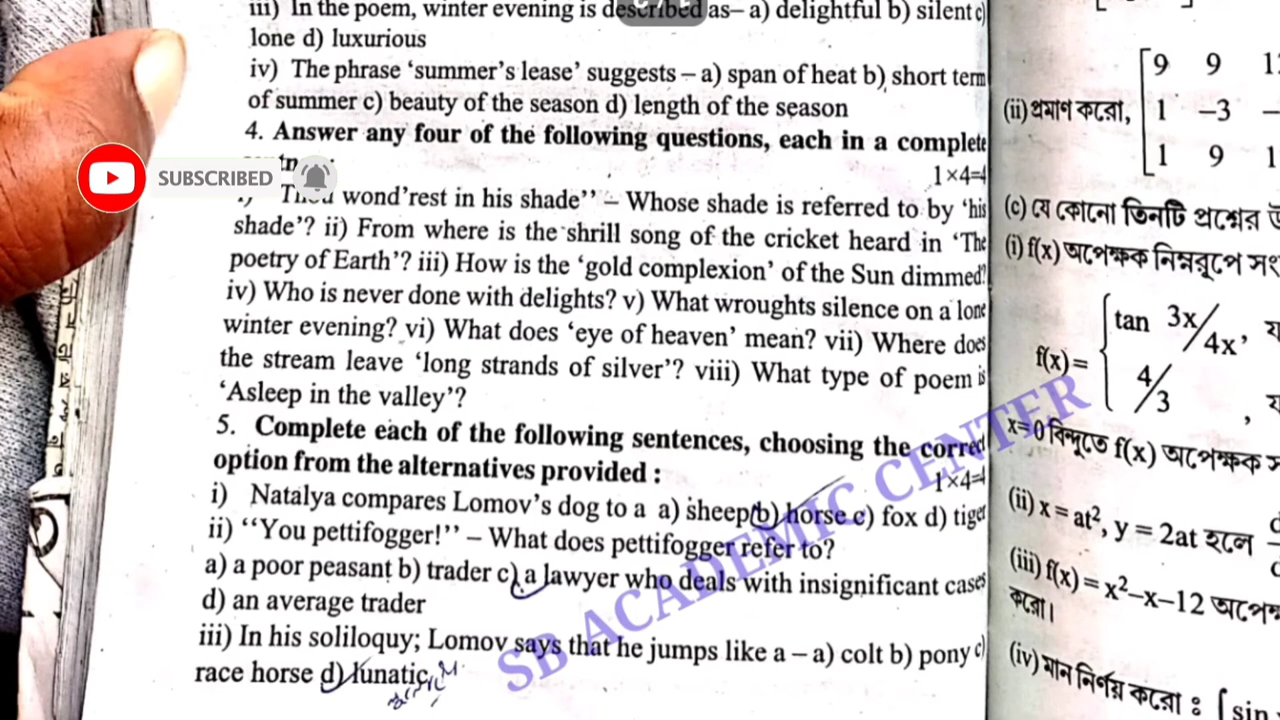 iii) In the poem, winter evening is described as– a) delightful b) silent c)
lone d) luxurious
iv) The phrase ‘summer’s lease’ suggests – a) span of heat b) short term
of summer c) beauty of the season d) length of the season
4. Answer any four of the following questions, each in a complete
1×4=4
SUBSCRIBED
wond’rest in his shade’’ – Whose shade is referred to by ‘his
shade’? ii) From where is the shrill song of the cricket heard in ‘The
poetry of Earth’? iii) How is the ‘gold complexion’ of the Sun dimmed?
iv) Who is never done with delights? v) What wroughts silence on a lone
winter evening? vi) What does ‘eye of heaven’ mean? vii) Where does
the stream leave ‘long strands of silver’? viii) What type of poem is
‘Asleep in the valley’?
5. Complete each of the following sentences, choosing the correct
option from the alternatives provided :
1×4=4
i) Natalya compares Lomov’s dog to a a) sheep b) horse c) fox d) tiger
ii) ‘‘You pettifogger!’’ – What does pettifogger refer to?
a) a poor peasant b) trader c) a lawyer who deals with insignificant cases
d) an average trader
iii) In his soliloquy; Lomov says that he jumps like a – a) colt b) pony c)
race horse d) lunatic
SB ACADEMIC CENTER
9 9
(ii) প্রমাণ করো, 1 –3
1 9 1
(c) যে কোনো তিনটি প্রশ্নের
(i) f(x) অপেক্ষক নিম্নরূপে
f(x) = tan 3x/4x,
4/3 ,
x=0 বিন্দুতে f(x) অপেক্ষক
(ii) x = at², y = 2at হলে
(iii) f(x) = x²–x–12
করো।
(iv) মান নির্ণয় করো : ∫ sin